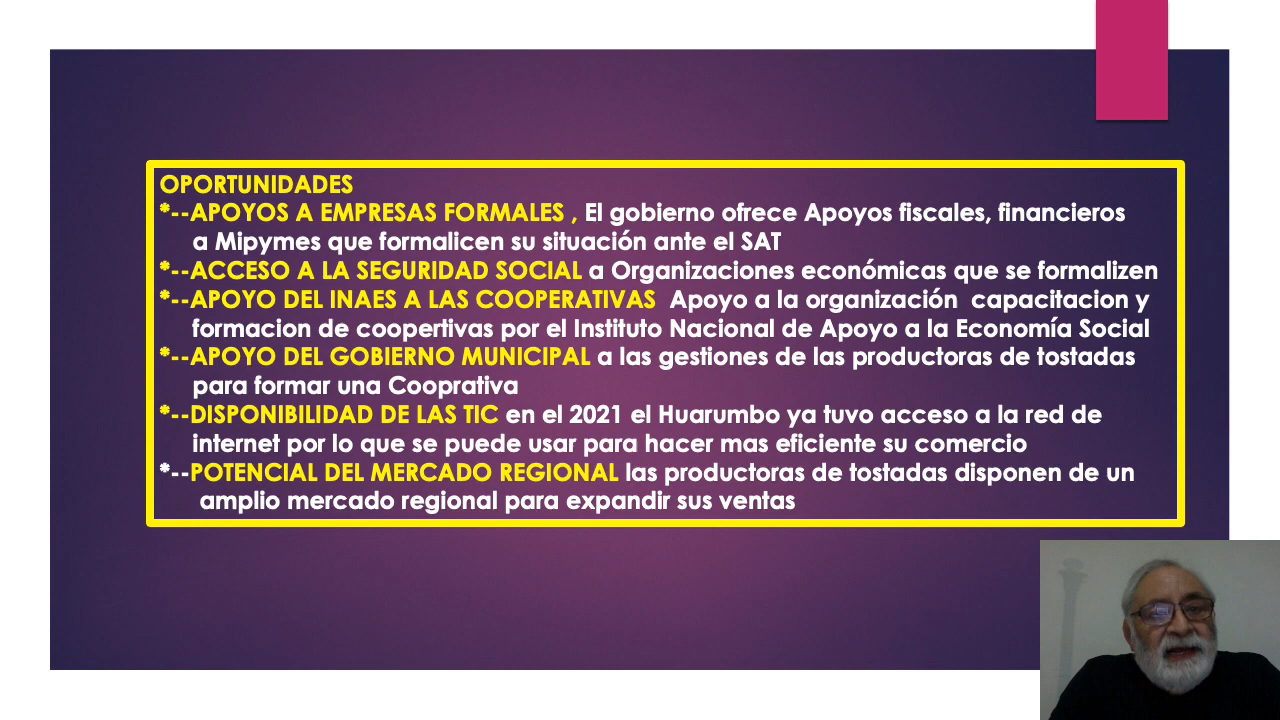 OPORTUNIDADES
*--APOYOS A EMPRESAS FORMALES , El gobierno ofrece Apoyos fiscales, financieros
a Mipymes que formalicen su situación ante el SAT
*--ACCESO A LA SEGURIDAD SOCIAL a Organizaciones económicas que se formalizen
*--APOYO DEL INAES A LAS COOPERATIVAS Apoyo a la organización capacitacion y
formacion de coopertivas por el Instituto Nacional de Apoyo a la Economía Social
*--APOYO DEL GOBIERNO MUNICIPAL a las gestiones de las productoras de tostadas
para formar una Cooprativa
*--DISPONIBILIDAD DE LAS TIC en el 2021 el Huarumbo ya tuvo acceso a la red de
internet por lo que se puede usar para hacer mas eficiente su comercio
*--POTENCIAL DEL MERCADO REGIONAL las productoras de tostadas disponen de un
amplio mercado regional para expandir sus ventas